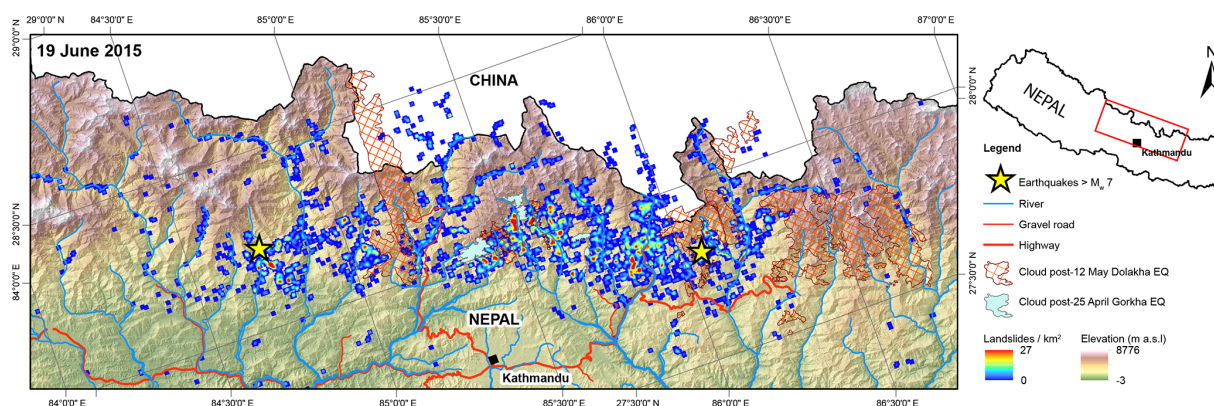 29°0'0" N
84°30'0" E
85°0'0" E
85°30'0" E
86°0'0" E
86°30'0" E
87°0'0" E
29°0'0" N
19 June 2015
CHINA
28°0'0" N
28°30'0" N
84°0'0" E
27°30'0" N
NEPAL
Kathmandu
84°0'0" E
84°30'0" E
85°0'0" E
85°30'0" E
27°30'0" N
86°0'0" E
86°30'0" E
N
NEPAL
Kathmandu
Legend
Earthquakes > Mw 7
River
Gravel road
Highway
Cloud post-12 May Dolakha EQ
Cloud post-25 April Gorkha EQ
Landslides / km²
27
0
Elevation (m a.s.l)
8776
-3